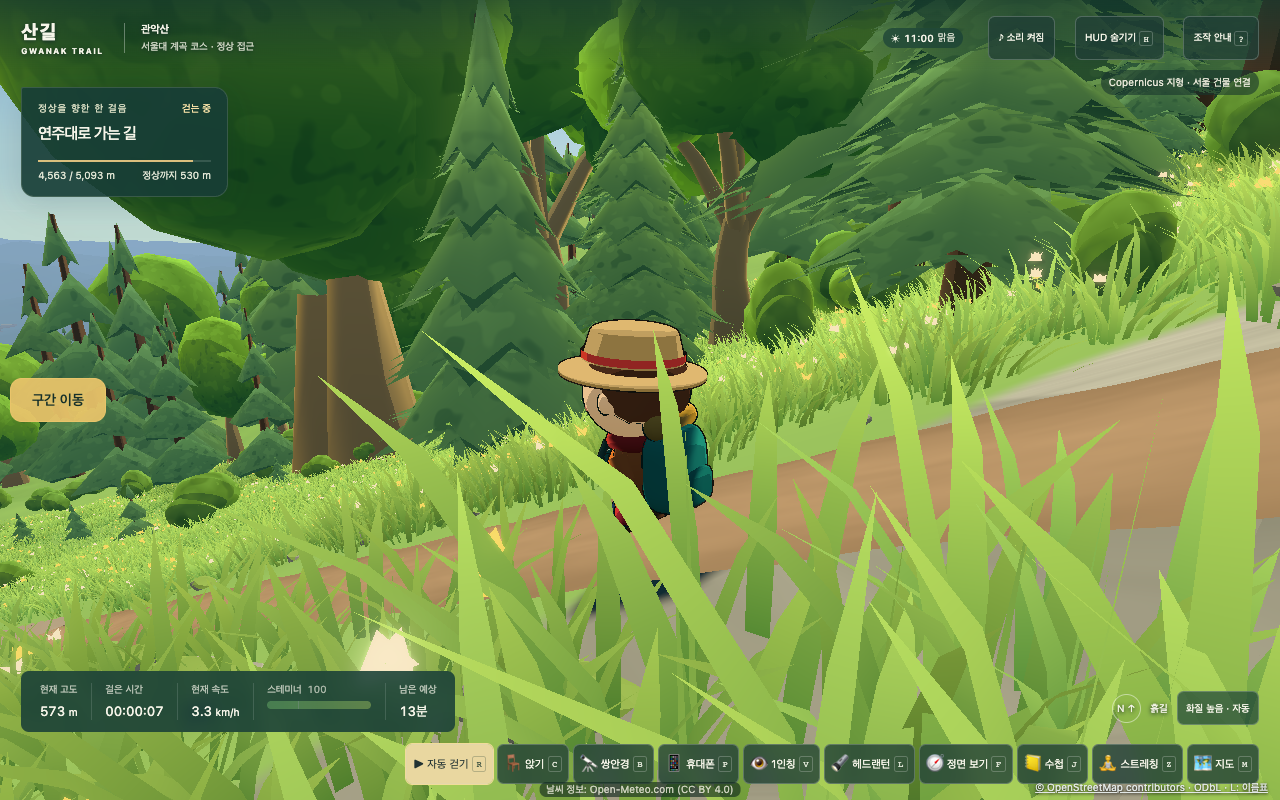 산길
GWANAK TRAIL
관악산
서울대 계곡 코스 · 정상 접근
☀ 11:00 맑음
♪ 소리 켜짐
HUD 숨기기 H
조작 안내 ?
Copernicus 지형 · 서울 건물 연결
정상을 향한 한 걸음
걷는 중
연주대로 가는 길
4,563 / 5,093 m
정상까지 530 m
구간 이동
현재 고도
573 m
걸은 시간
00:00:07
현재 속도
3.3 km/h
스테미너 100
남은 예상
13분
N ↑
흙길
화질 높음 · 자동
▶ 자동 걷기 R
앉기 C
쌍안경 B
휴대폰 P
1인칭 V
헤드랜턴 L
정면 보기 F
수첩 J
스트레칭 Z
지도 M
날씨 정보: Open-Meteo.com (CC BY 4.0)
© OpenStreetMap contributors · ODbL · L: 이름표